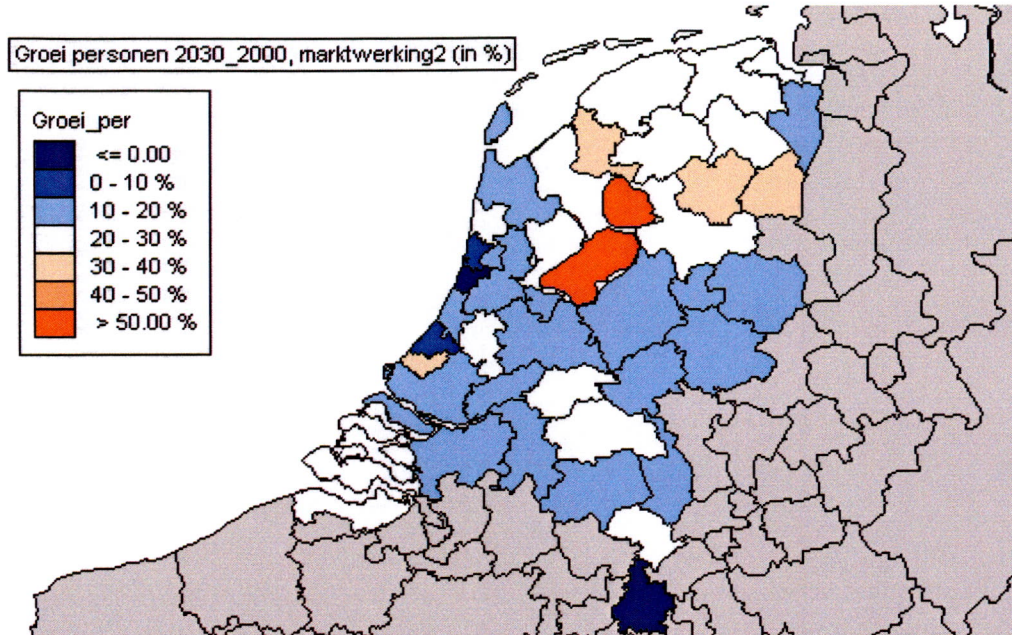 Groei personen 2030_2000, marktwerking2 (in %)
Groei_per
<= 0.00
0 - 10 %
10 - 20 %
20 - 30 %
30 - 40 %
40 - 50 %
> 50.00 %